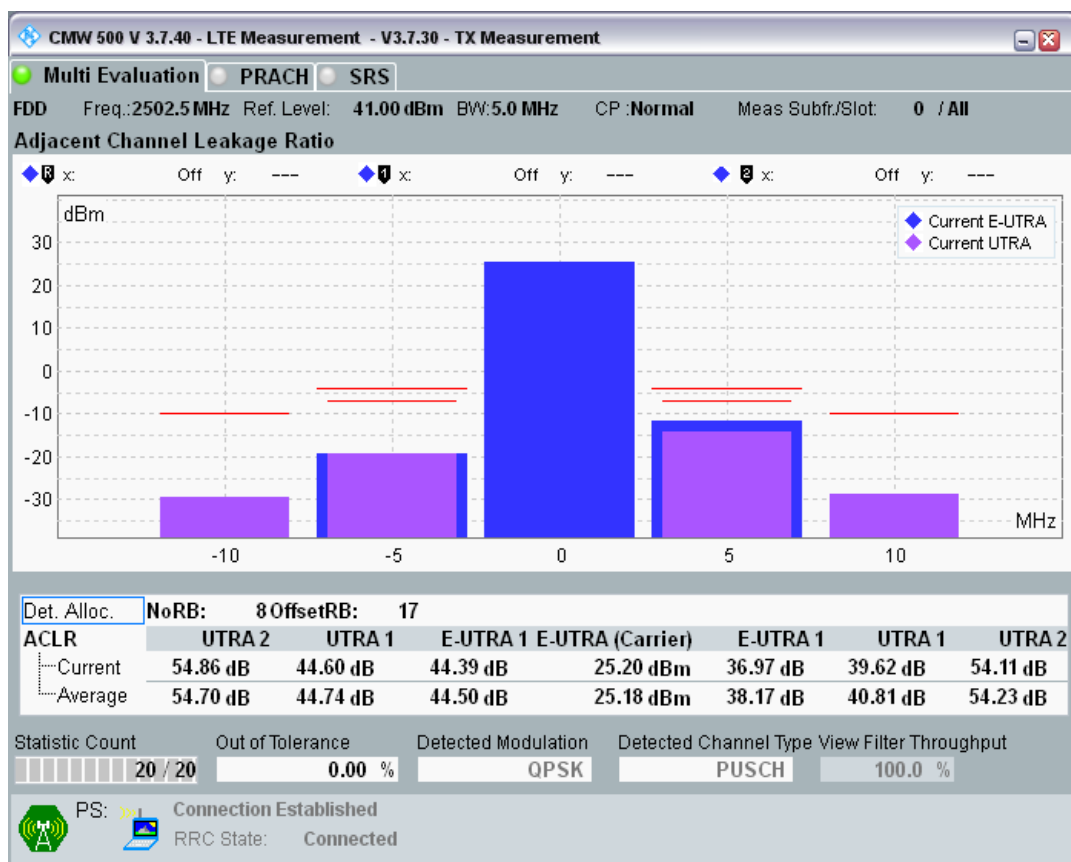 CMW 500 V 3.7.40 - LTE Measurement - V3.7.30 - TX Measurement
Multi Evaluation PRACH SRS
FDD Freq.:2502.5 MHz Ref. Level: 41.00 dBm BW:5.0 MHz CP :Normal Meas Subfr./Slot: 0 / All
Adjacent Channel Leakage Ratio
R x: Off y: --- 1 x: Off y: --- 2 x: Off y: ---
dBm
Current E-UTRA
Current UTRA
30
20
10
0
-10
-20
-30
MHz
-10 -5 0 5 10
Det. Alloc. NoRB: 8 OffsetRB: 17
ACLR UTRA 2 UTRA 1 E-UTRA 1 E-UTRA (Carrier) E-UTRA 1 UTRA 1 UTRA 2
Current 54.86 dB 44.60 dB 44.39 dB 25.20 dBm 36.97 dB 39.62 dB 54.11 dB
Average 54.70 dB 44.74 dB 44.50 dB 25.18 dBm 38.17 dB 40.81 dB 54.23 dB
Statistic Count Out of Tolerance Detected Modulation Detected Channel Type View Filter Throughput
20 / 20 0.00 % QPSK PUSCH 100.0 %
PS: Connection Established
RRC State: Connected